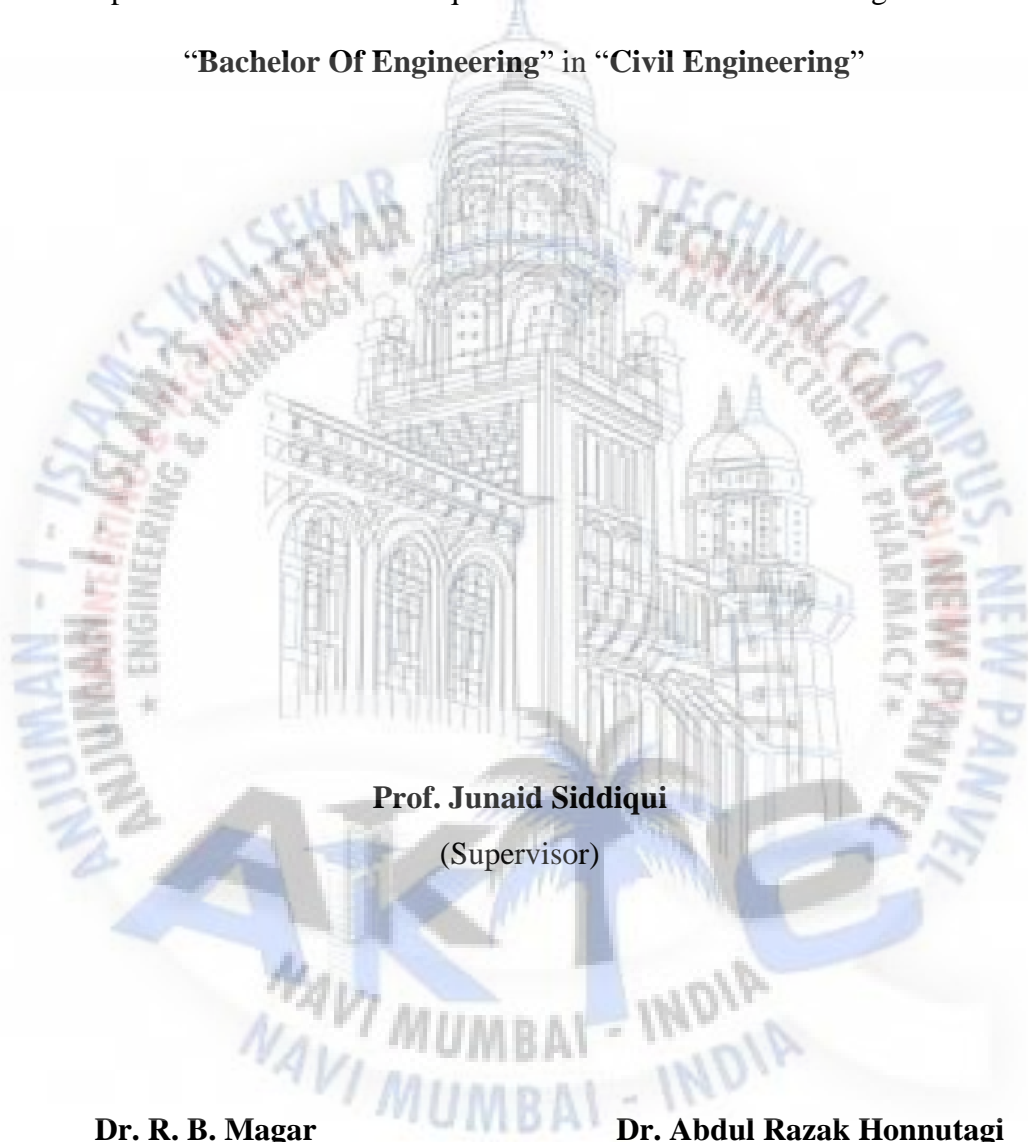 “Bachelor Of Engineering” in “Civil Engineering”
ANJUMAN - I - ISLAM'S KALSEKAR TECHNICAL CAMPUS, NEW PANVEL
ENGINEERING & TECHNOLOGY * * ARCHITECTURE * PHARMACY *
Prof. Junaid Siddiqui
(Supervisor)
AKTC
NAVI MUMBAI - INDIA
NAVI MUMBAI - INDIA
Dr. R. B. Magar
Dr. Abdul Razak Honnutagi